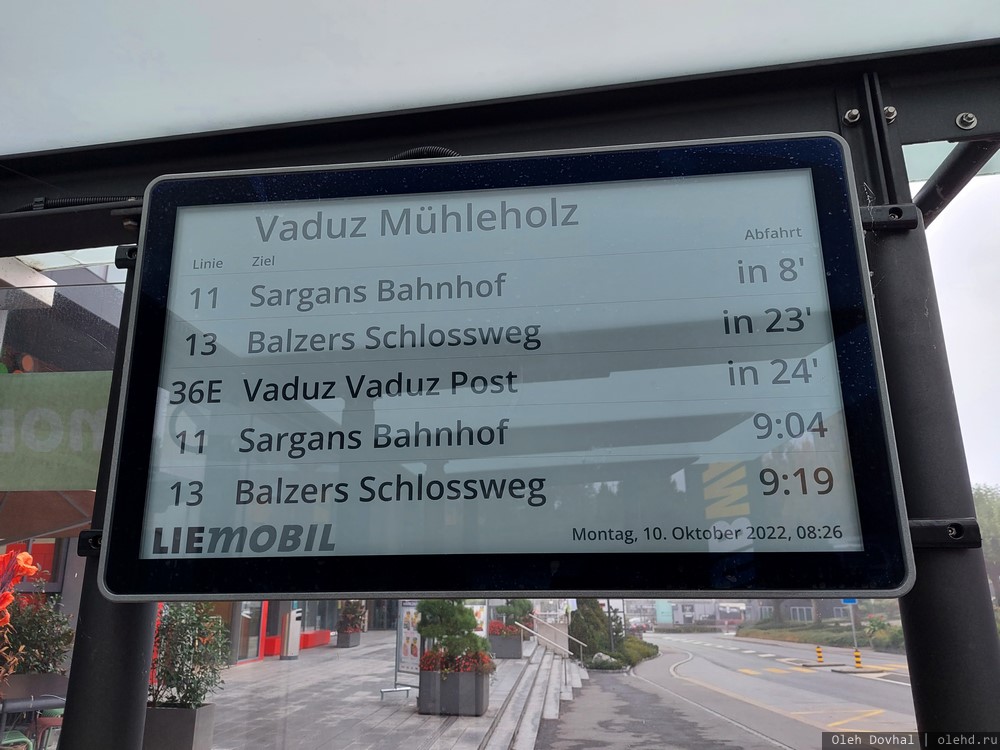 Vaduz Mühleholz
Linie Ziel Abfahrt
11 Sargans Bahnhof in 8'
13 Balzers Schlossweg in 23'
36E Vaduz Vaduz Post in 24'
11 Sargans Bahnhof 9:04
13 Balzers Schlossweg 9:19
LIEMOBIL Montag, 10. Oktober 2022, 08:26
Oleh Dovhal | olehd.ru